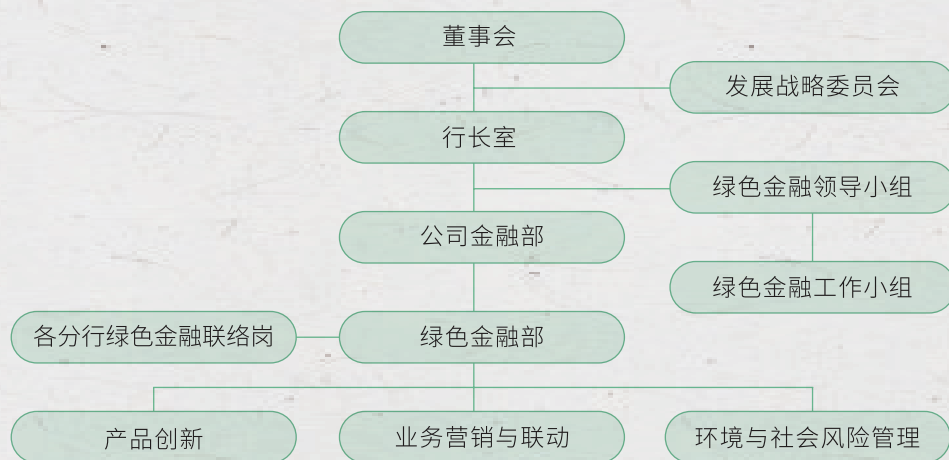 董事会
发展战略委员会
行长室
绿色金融领导小组
公司金融部
绿色金融工作小组
各分行绿色金融联络岗
绿色金融部
产品创新
业务营销与联动
环境与社会风险管理